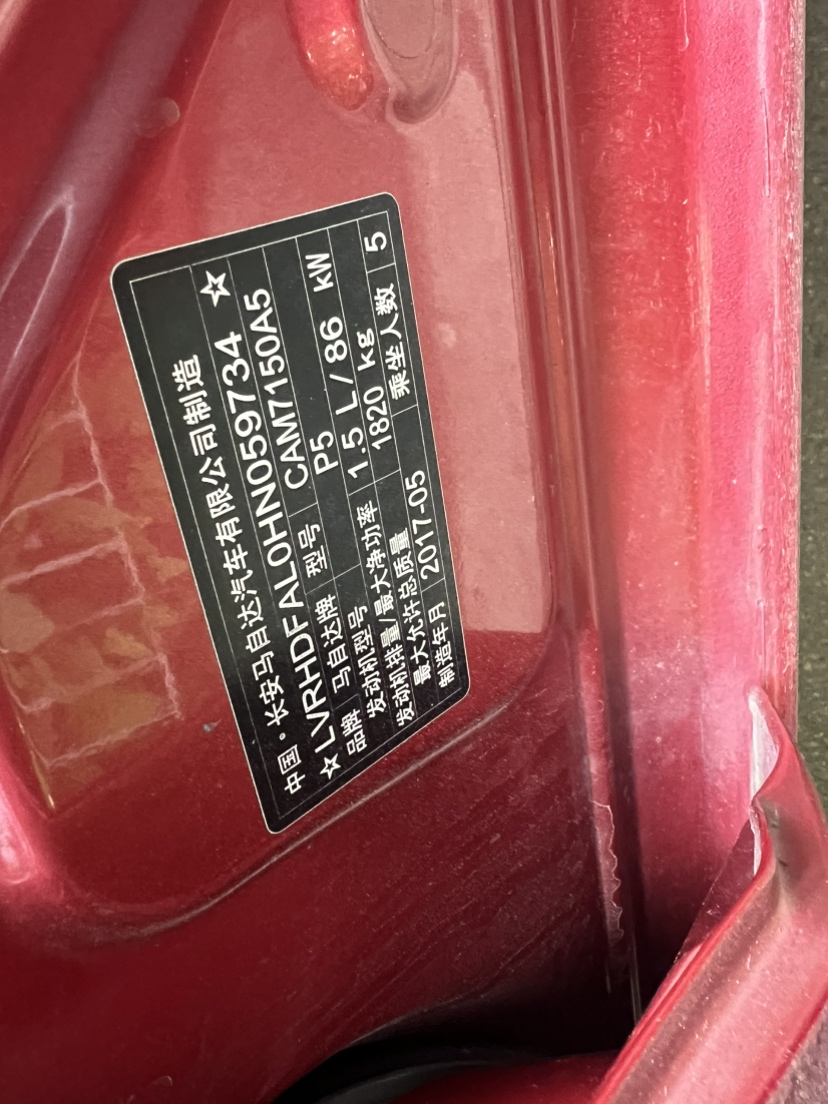 中国·长安马自达汽车有限公司制造
☆LVRHDFAL0HN059734☆
品牌 马自达牌 型号 CAM7150A5
发动机型号 P5
发动机排量/最大净功率 1.5 L / 86 kW
最大允许总质量 1820 kg
制造年月 2017-05 乘坐人数 5